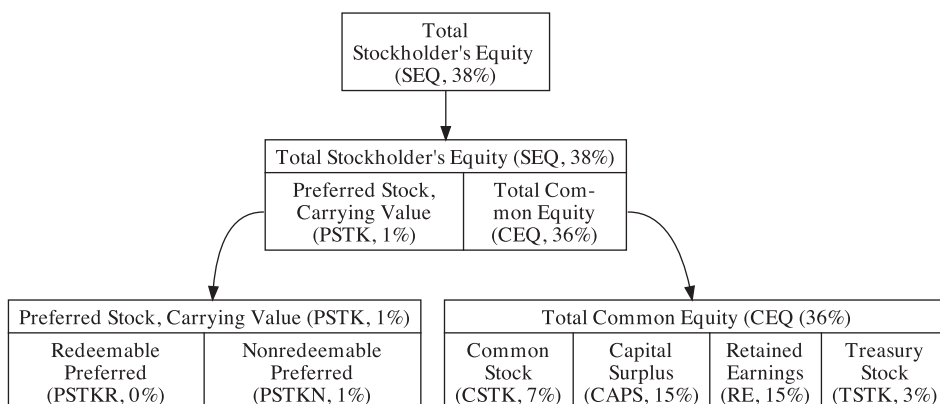 Total
Stockholder's Equity
(SEQ, 38%)
Total Stockholder's Equity (SEQ, 38%)
Preferred Stock,
Carrying Value
(PSTK, 1%)
Total Com-
mon Equity
(CEQ, 36%)
Preferred Stock, Carrying Value (PSTK, 1%)
Redeemable
Preferred
(PSTKR, 0%)
Nonredeemable
Preferred
(PSTKN, 1%)
Total Common Equity (CEQ (36%)
Common
Stock
(CSTK, 7%)
Capital
Surplus
(CAPS, 15%)
Retained
Earnings
(RE, 15%)
Treasury
Stock
(TSTK, 3%)